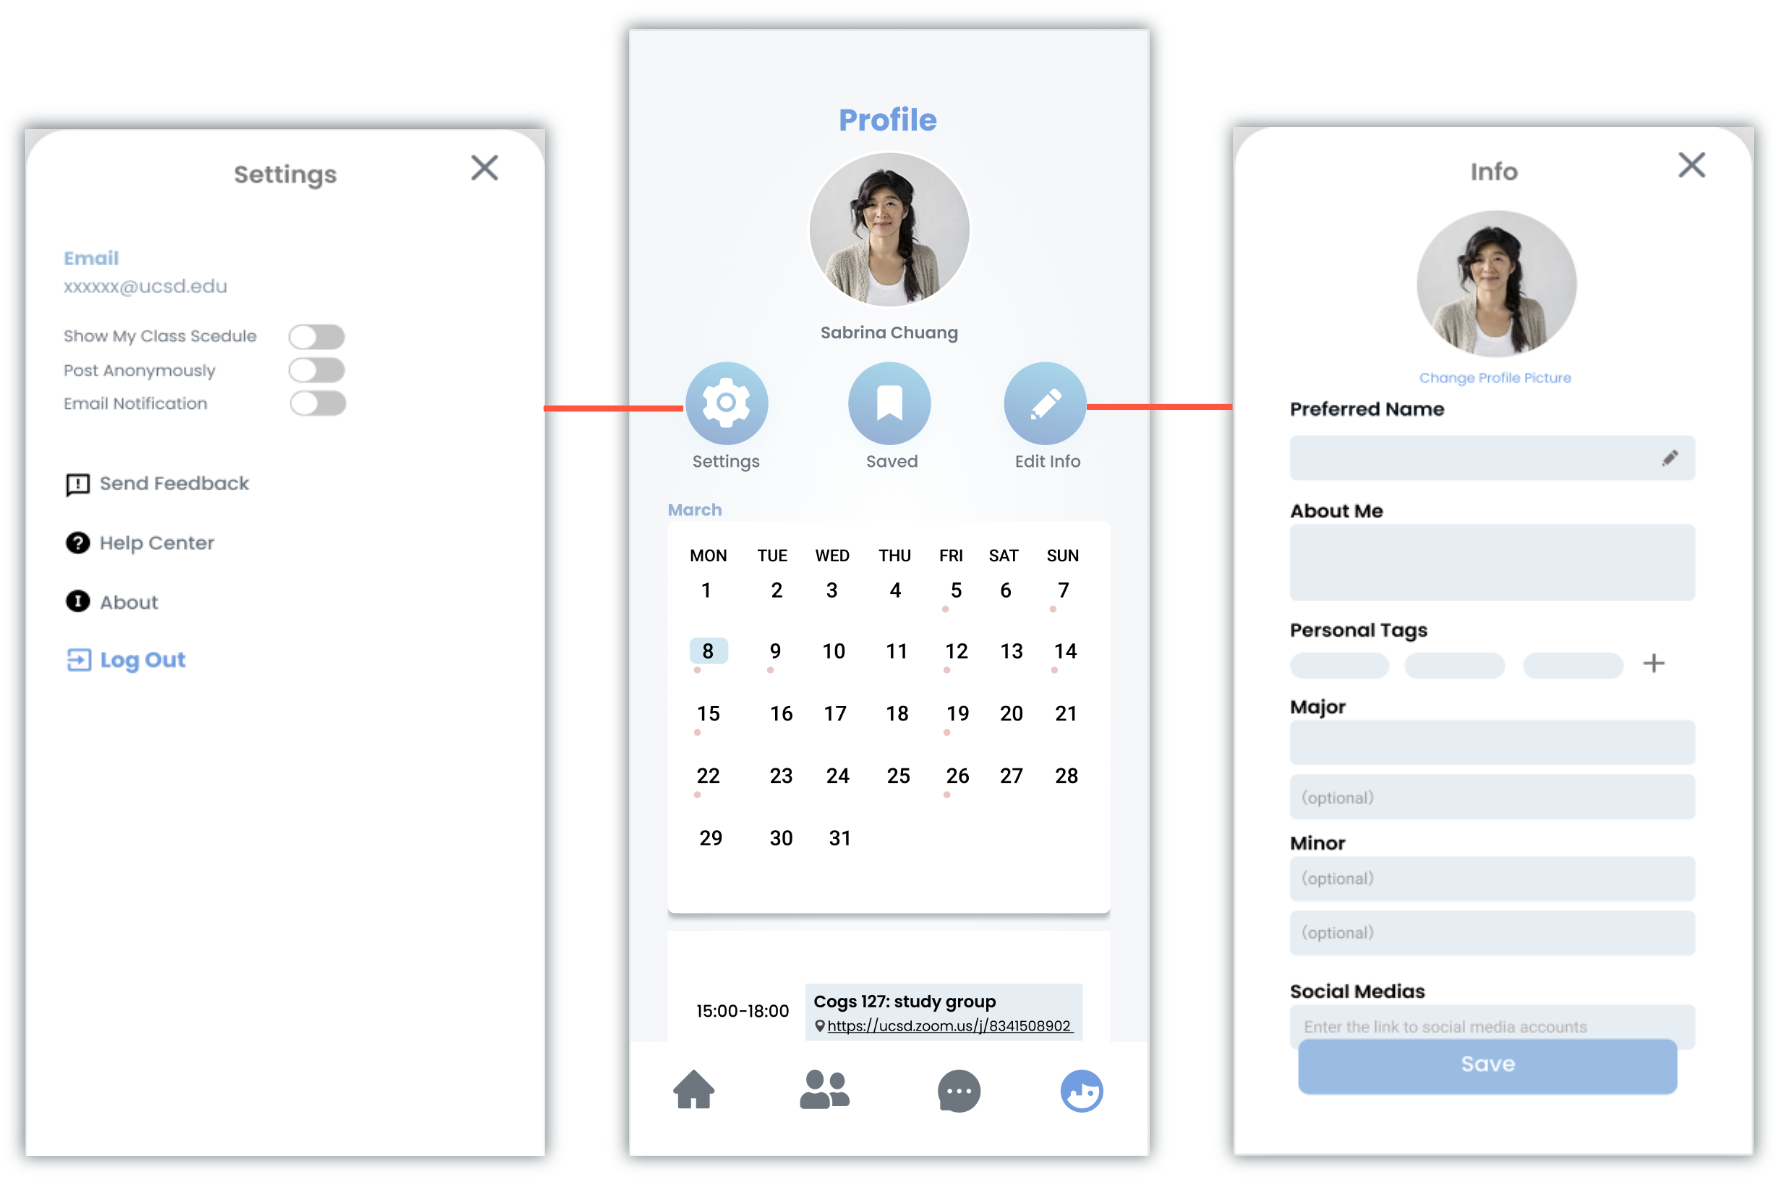 Settings
Email
xxxxxx@ucsd.edu
Show My Class Scedule
Post Anonymously
Email Notification
Send Feedback
Help Center
About
Log Out
Profile
Sabrina Chuang
Settings Saved Edit Info
March
MON TUE WED THU FRI SAT SUN
1 2 3 4 5 6 7
8 9 10 11 12 13 14
15 16 17 18 19 20 21
22 23 24 25 26 27 28
29 30 31
15:00-18:00
Cogs 127: study group
https://ucsd.zoom.us/j/8341508902
Info
Change Profile Picture
Preferred Name
About Me
Personal Tags
Major
(optional)
Minor
(optional)
(optional)
Social Medias
Enter the link to social media accounts
Save